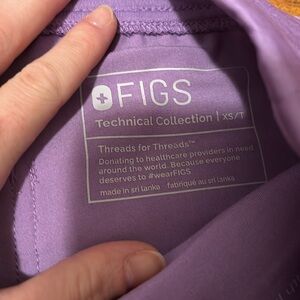 FIGS
Technical Collection | XS/T
Threads for Threads™
Donating to healthcare providers in need
around the world. Because everyone
deserves to #wearFIGS
made in sri lanka fabriqué au sri lanka